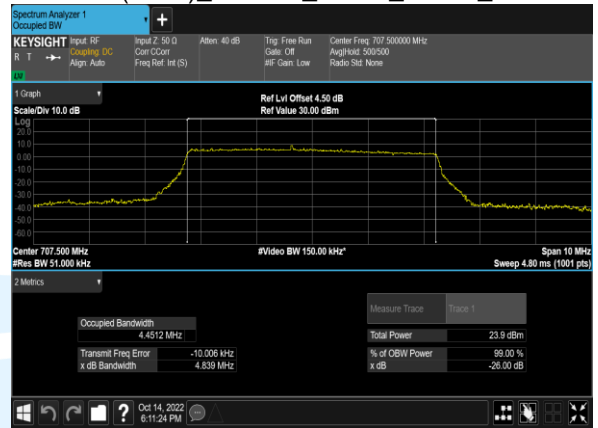 Spectrum Analyzer 1
Occupied BW
+
KEYSIGHT
Input: RF
Coupling: DC
Align: Auto
Input Z: 50 Ω
Corr CCorr
Freq Ref: Int (S)
Atten: 40 dB
Trig: Free Run
Gate: Off
#IF Gain: Low
Center Freq: 707.500000 MHz
Avg|Hold: 500/500
Radio Std: None
R T
LVI
1 Graph
Scale/Div 10.0 dB
Ref Lvl Offset 4.50 dB
Ref Value 30.00 dBm
Log
20.0
10.0
0.00
-10.0
-20.0
-30.0
-40.0
-50.0
-60.0
Center 707.500 MHz
#Res BW 51.000 kHz
#Video BW 150.00 kHz*
Span 10 MHz
Sweep 4.80 ms (1001 pts)
2 Metrics
Measure Trace Trace 1
Occupied Bandwidth
4.4512 MHz
Total Power 23.9 dBm
Transmit Freq Error -10.006 kHz
% of OBW Power 99.00 %
x dB Bandwidth 4.839 MHz
x dB -26.00 dB
?
Oct 14, 2022
6:11:24 PM